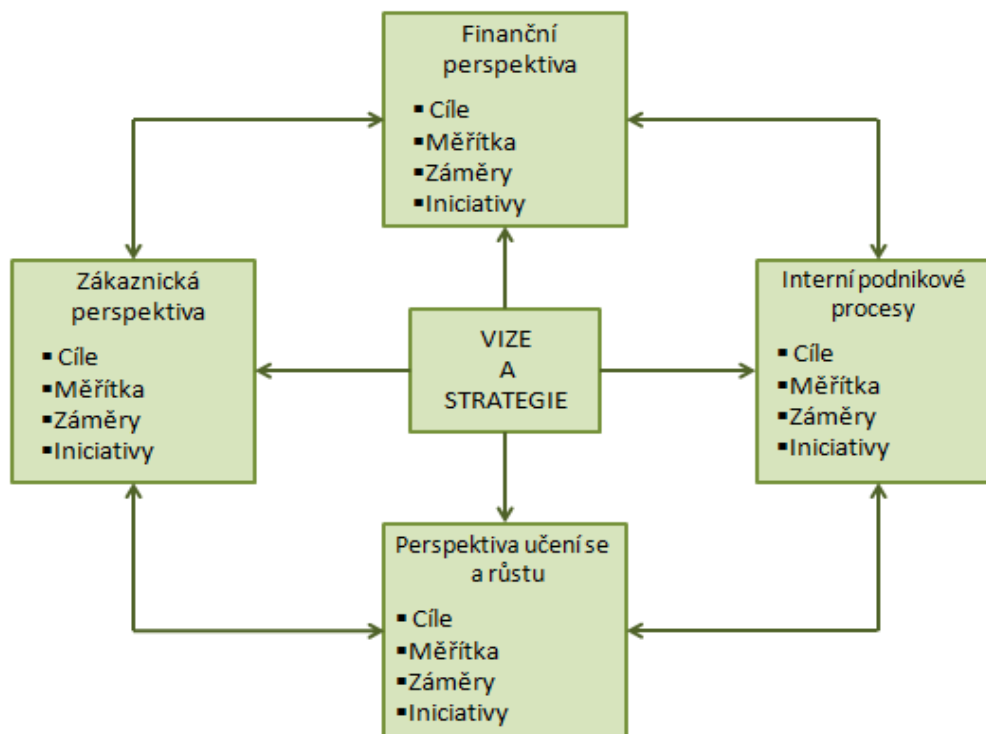 Finanční
perspektiva
▪ Cíle
▪Měřítka
▪Záměry
▪Iniciativy
Zákaznická
perspektiva
▪ Cíle
▪Měřítka
▪Záměry
▪Iniciativy
VIZE
A
STRATEGIE
Interní podnikové
procesy
▪ Cíle
▪Měřítka
▪Záměry
▪Iniciativy
Perspektiva učení se
a růstu
▪ Cíle
▪Měřítka
▪Záměry
▪Iniciativy